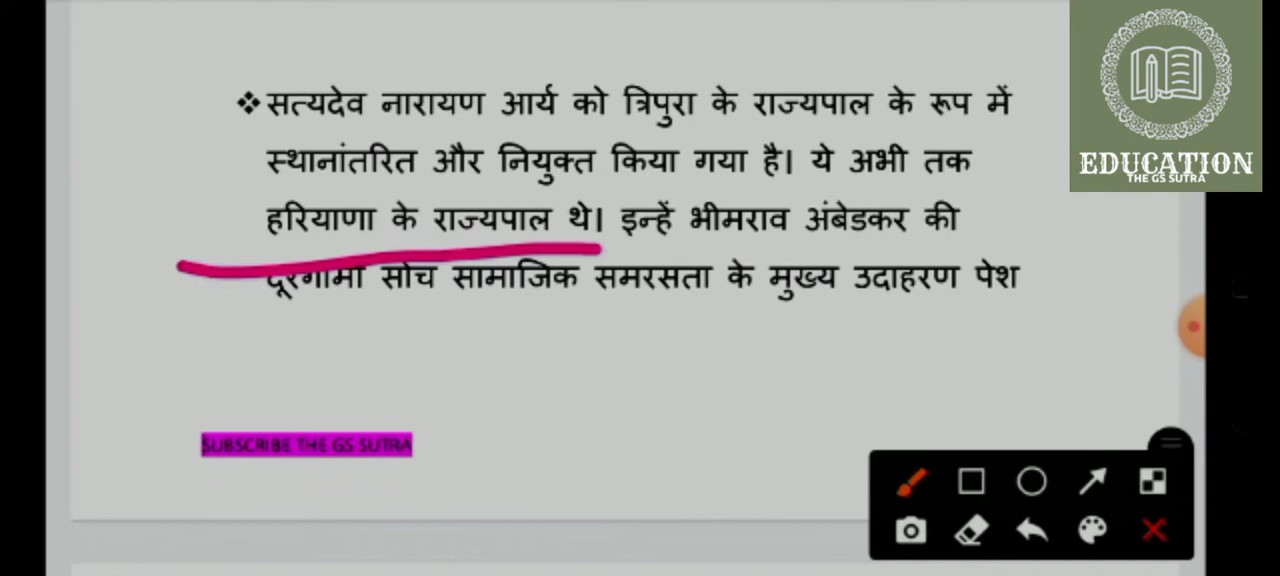 ❖ सत्यदेव नारायण आर्य को त्रिपुरा के राज्यपाल के रूप में
स्थानांतरित और नियुक्त किया गया है। ये अभी तक
हरियाणा के राज्यपाल थे। इन्हें भीमराव अंबेडकर की
दूरगामी सोच सामाजिक समरसता के मुख्य उदाहरण पेश
SUBSCRIBE THE GS SUTRA
EDUCATION
THE GS SUTRA